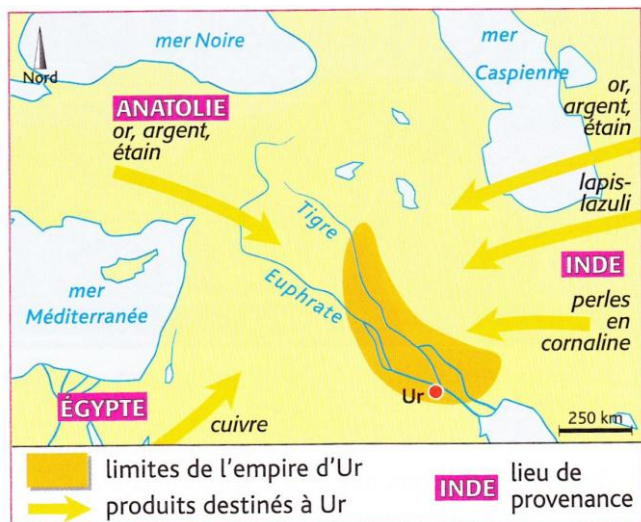 mer Noire
Nord
mer
Caspienne
ANATOLIE
or, argent,
étain
or,
argent,
étain
lapis-
lazuli
Tigre
Euphrate
INDE
mer
Méditerranée
perles
en
cornaline
ÉGYPTE
cuivre
Ur
250 km
limites de l'empire d'Ur
produits destinés à Ur
INDE
lieu de
provenance